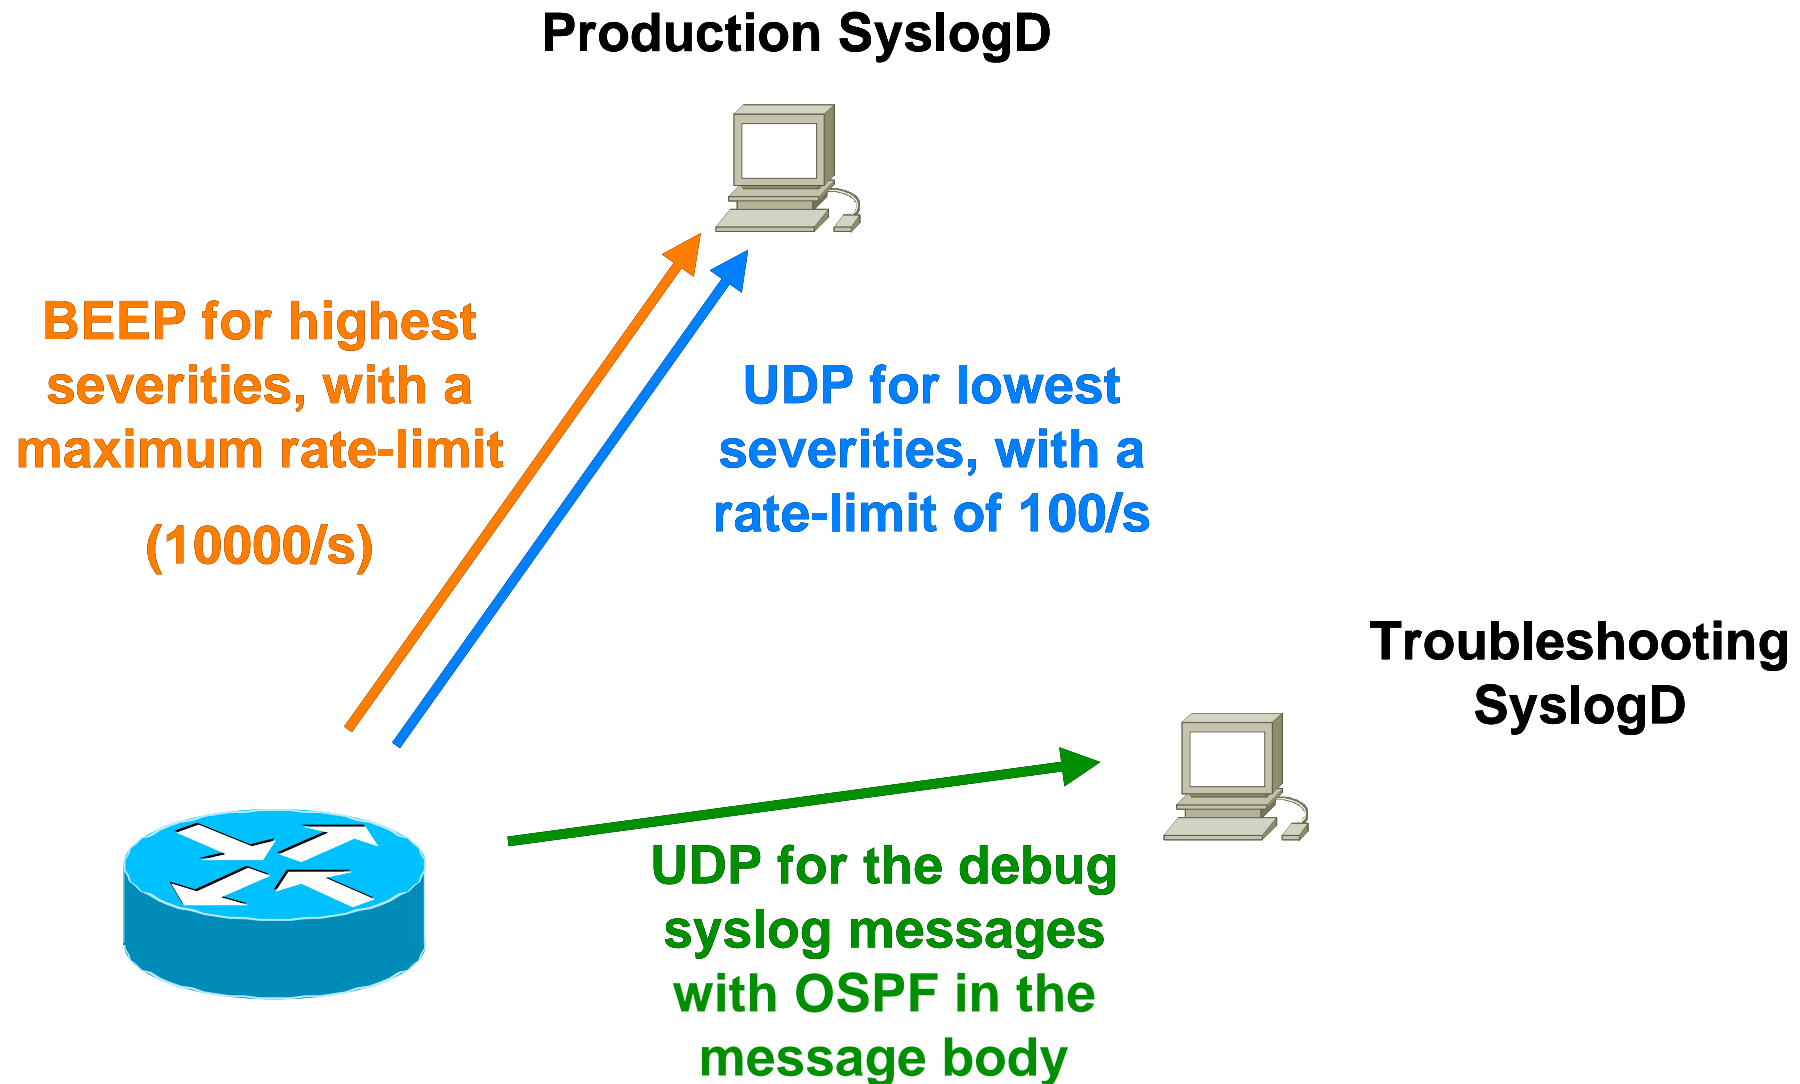 Production SyslogD
BEEP for highest
severities, with a
maximum rate-limit
(10000/s)
UDP for lowest
severities, with a
rate-limit of 100/s
Troubleshooting
SyslogD
UDP for the debug
syslog messages
with OSPF in the
message body